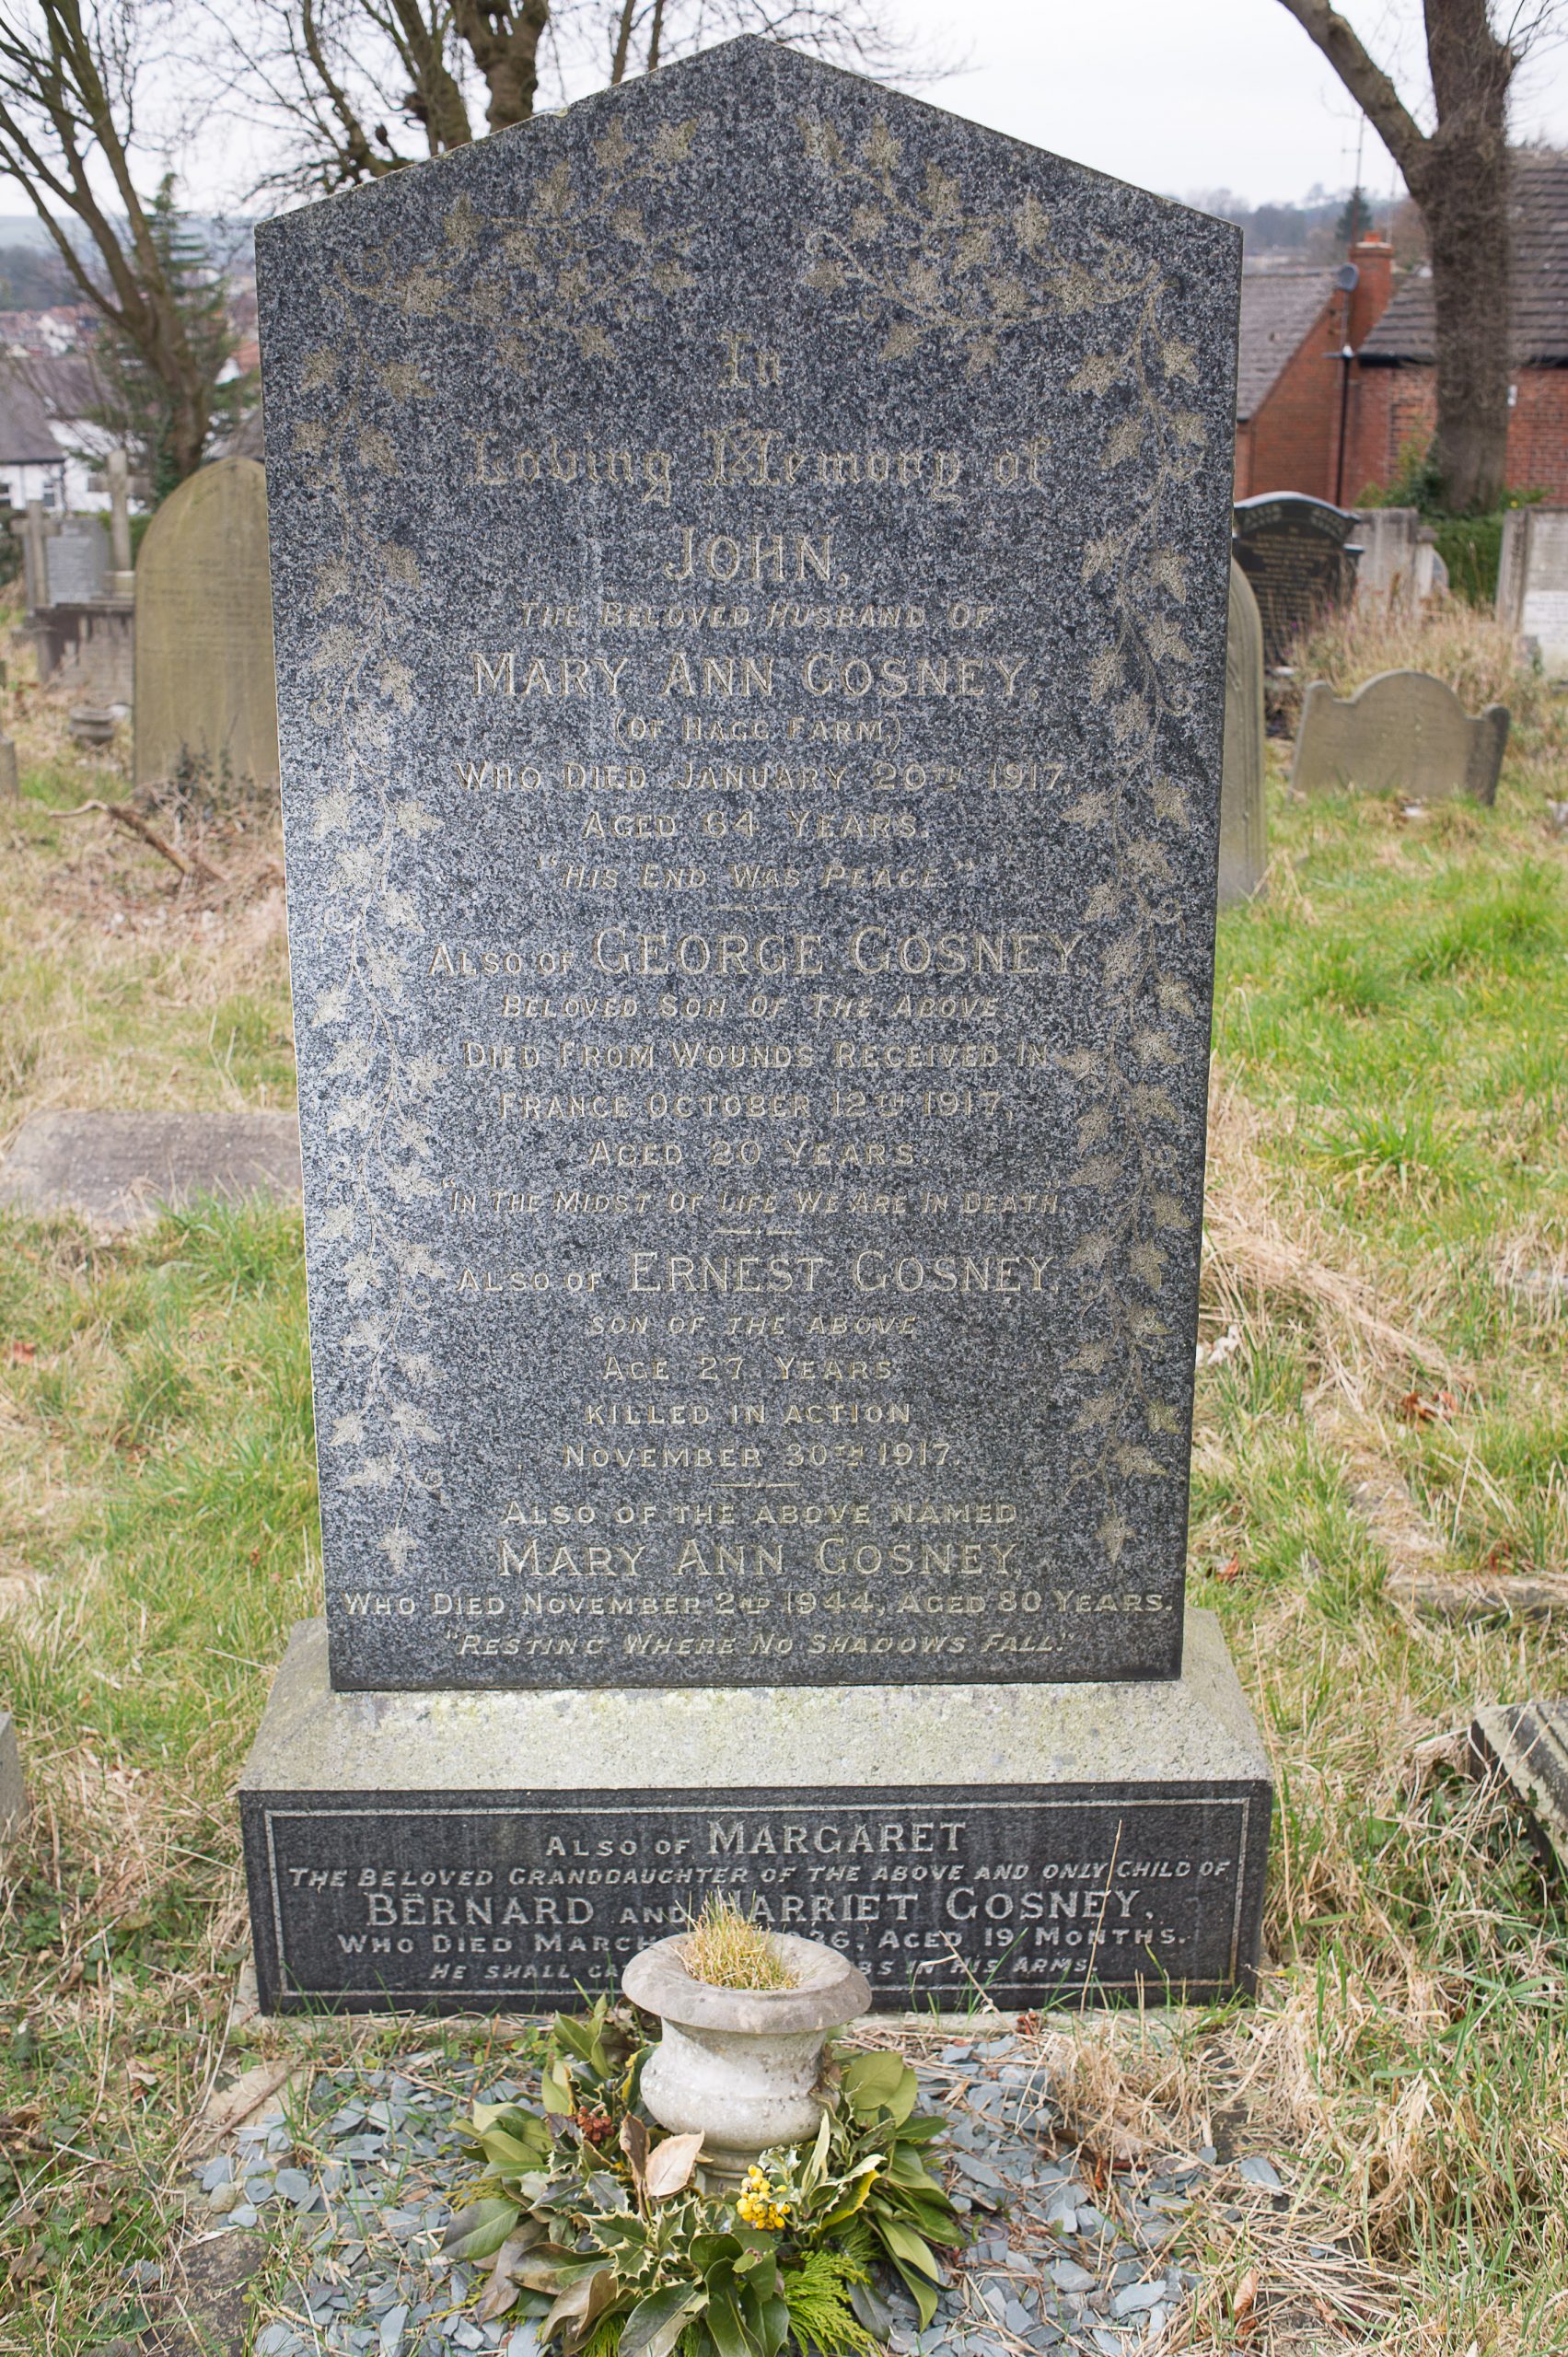 In
Loving Memory of
JOHN,
THE BELOVED HUSBAND OF
MARY ANN GOSNEY,
(OF HAGG FARM,)
WHO DIED JANUARY 20TH 1917,
AGED 64 YEARS.
"HIS END WAS PEACE."
ALSO OF GEORGE GOSNEY,
BELOVED SON OF THE ABOVE
DIED FROM WOUNDS RECEIVED IN
FRANCE OCTOBER 12TH 1917,
AGED 20 YEARS.
"IN THE MIDST OF LIFE WE ARE IN DEATH"
ALSO OF ERNEST GOSNEY,
SON OF THE ABOVE
AGE 27 YEARS
KILLED IN ACTION
NOVEMBER 30TH 1917.
ALSO OF THE ABOVE NAMED
MARY ANN GOSNEY,
WHO DIED NOVEMBER 2ND 1944, AGED 80 YEARS.
"RESTING WHERE NO SHADOWS FALL."
ALSO OF MARGARET
THE BELOVED GRANDDAUGHTER OF THE ABOVE AND ONLY CHILD OF
BERNARD AND HARRIET GOSNEY,
WHO DIED MARCH AGED 19 MONTHS.
HE SHALL IN HIS ARMS.